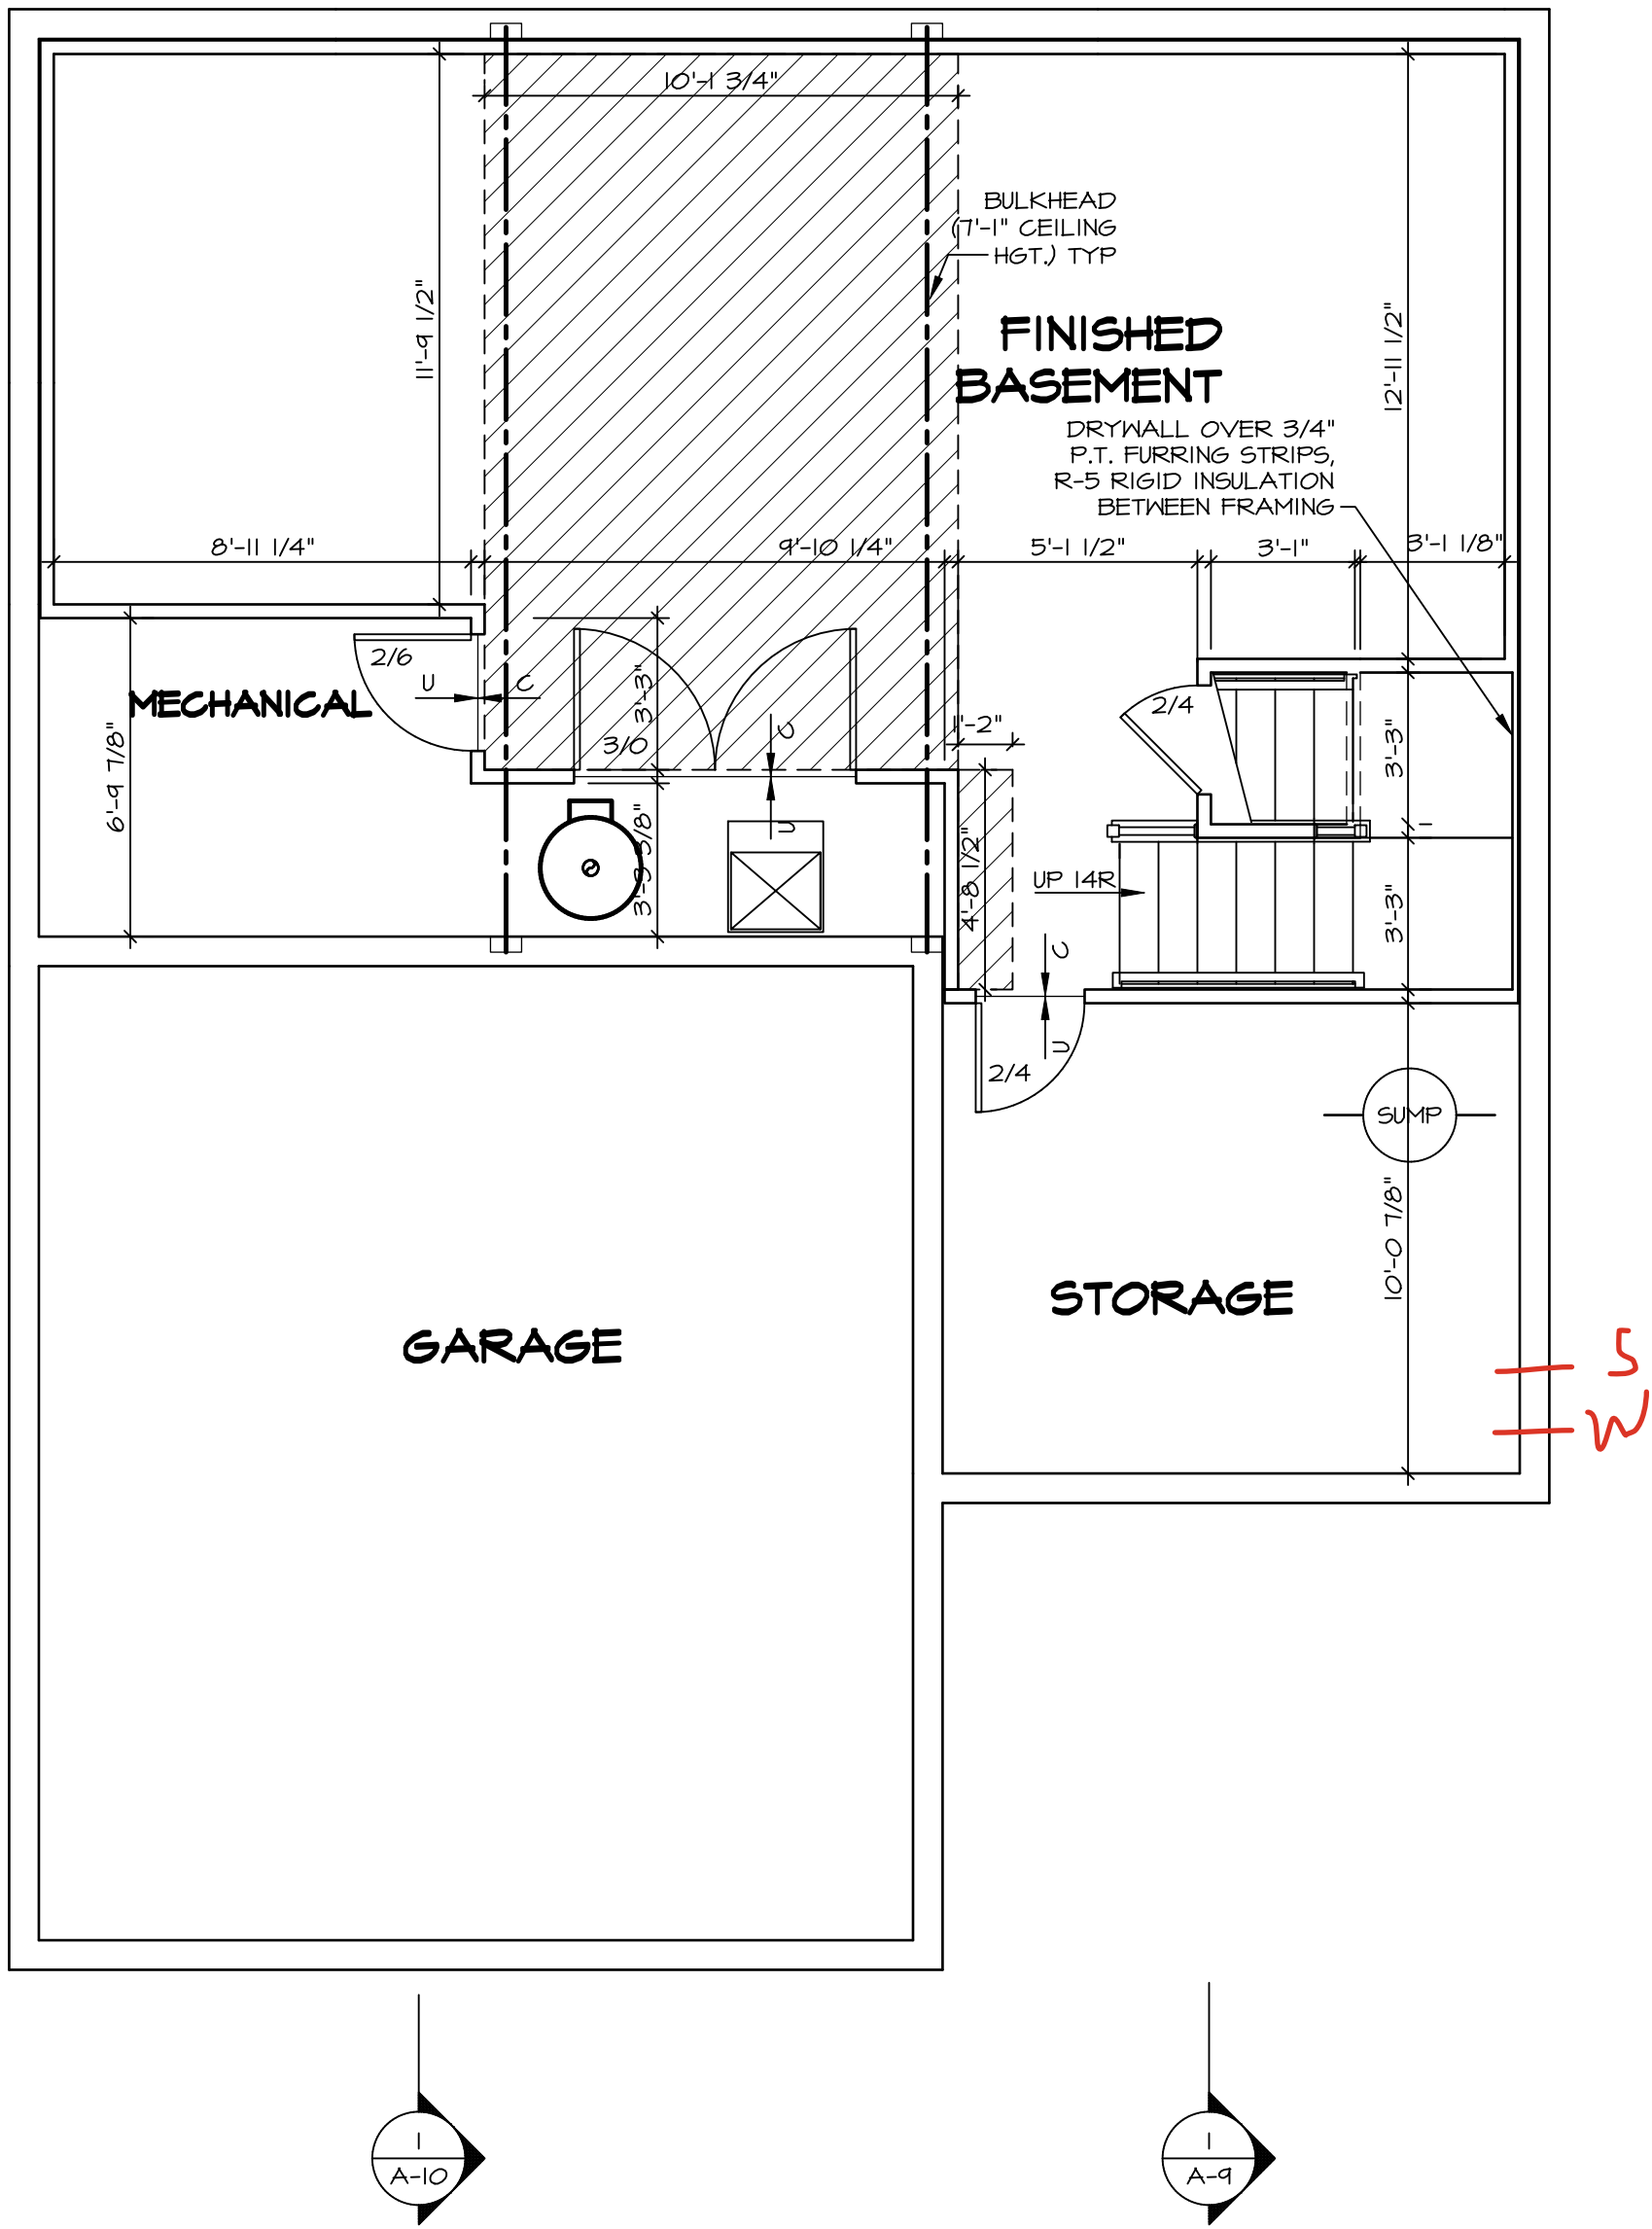 10'-1 3/4"
BULKHEAD
(7'-1" CEILING
HGT.) TYP
11'-9 1/2"
12'-11 1/2"
FINISHED
BASEMENT
DRYWALL OVER 3/4"
P.T. FURRING STRIPS,
R-5 RIGID INSULATION
BETWEEN FRAMING
8'-11 1/4"
9'-10 1/4"
5'-1 1/2"
3'-1"
3'-1 1/8"
2/6
U
C
MECHANICAL
6'-9 7/8"
3'-3"
3/0
C
U
1'-2"
2/4
3'-3"
3'-3 3/8"
4'-8 1/2"
UP 14R
3'-3"
C
U
2/4
SUMP
10'-0 7/8"
STORAGE
GARAGE
S
W
1
A-10
1
A-9